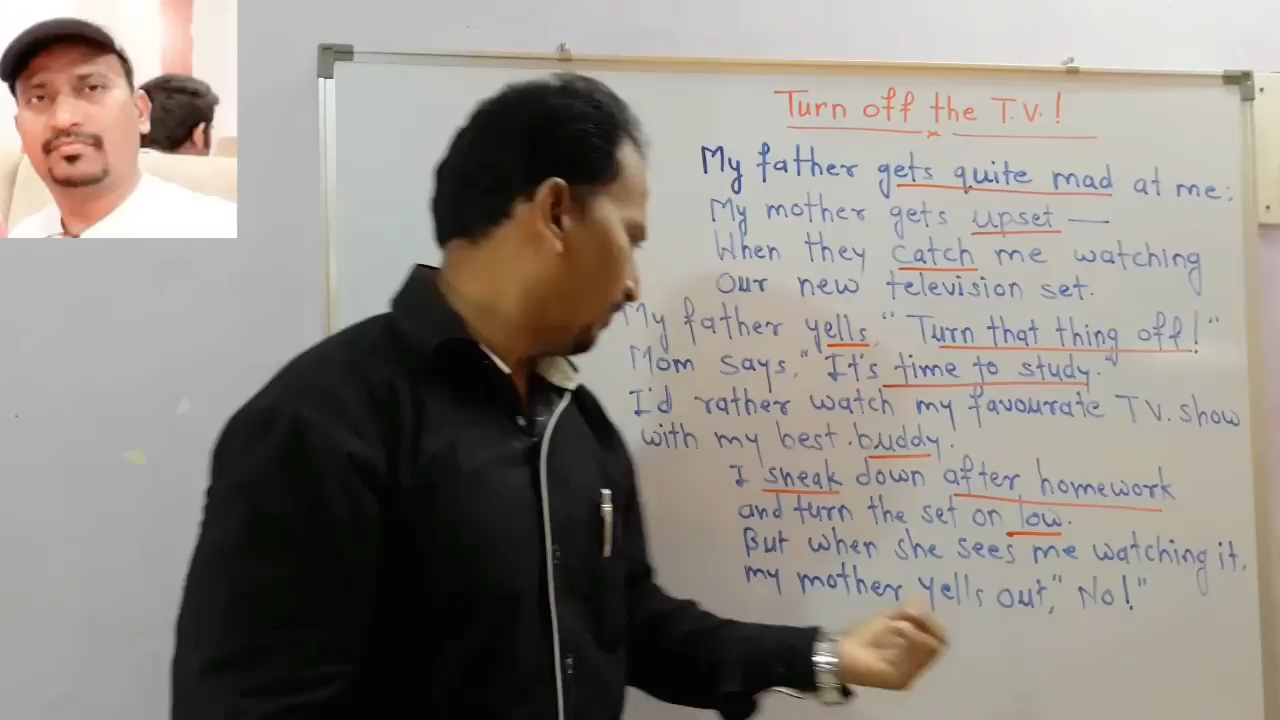 Turn off the T.V.!
My father gets quite mad at me:
My mother gets upset —
When they catch me watching
Our new television set.
My father yells, "Turn that thing off!"
Mom says, "It's time to study."
I'd rather watch my favourate T.V. show
with my best buddy.
I sneak down after homework
and turn the set on low.
But when she sees me watching it,
my mother yells out, "No!"